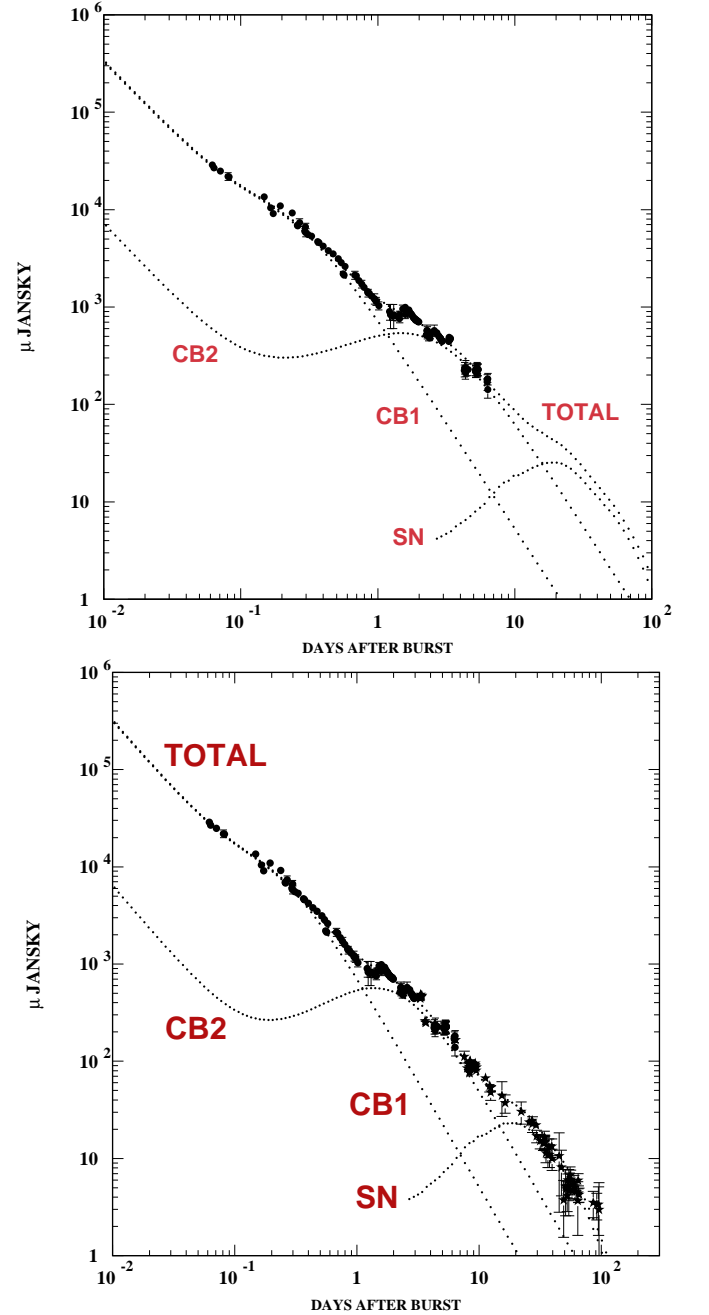 10^6
10^5
10^4
10^3
10^2
10
1
μ JANSKY
CB2
CB1
TOTAL
SN
10^-2 10^-1 1 10 10^2
DAYS AFTER BURST
10^6
10^5
10^4
10^3
10^2
10
1
μ JANSKY
TOTAL
CB2
CB1
SN
10^-2 10^-1 1 10 10^2
DAYS AFTER BURST